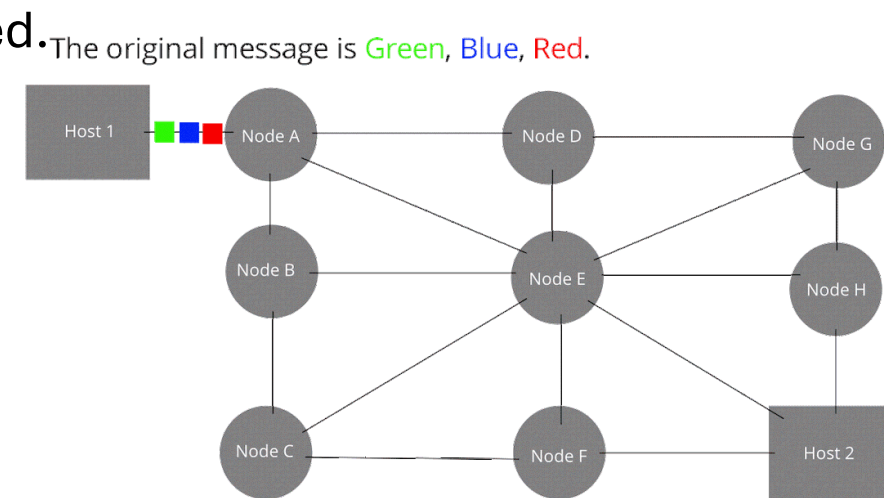 ed.
The original message is Green, Blue, Red.
Host 1
Node A
Node D
Node G
Node B
Node E
Node H
Node C
Node F
Host 2